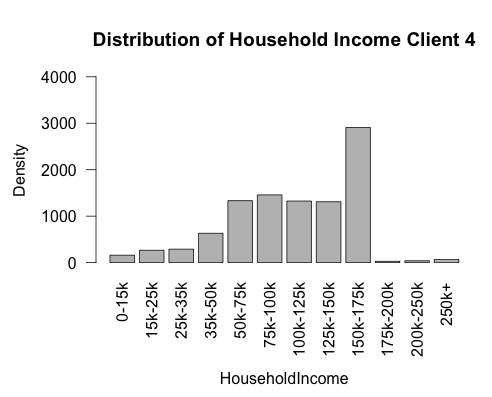 Distribution of Household Income Client 4
Density
4000
3000
2000
1000
0
0-15k
15k-25k
25k-35k
35k-50k
50k-75k
75k-100k
100k-125k
125k-150k
150k-175k
175k-200k
200k-250k
250k+
HouseholdIncome